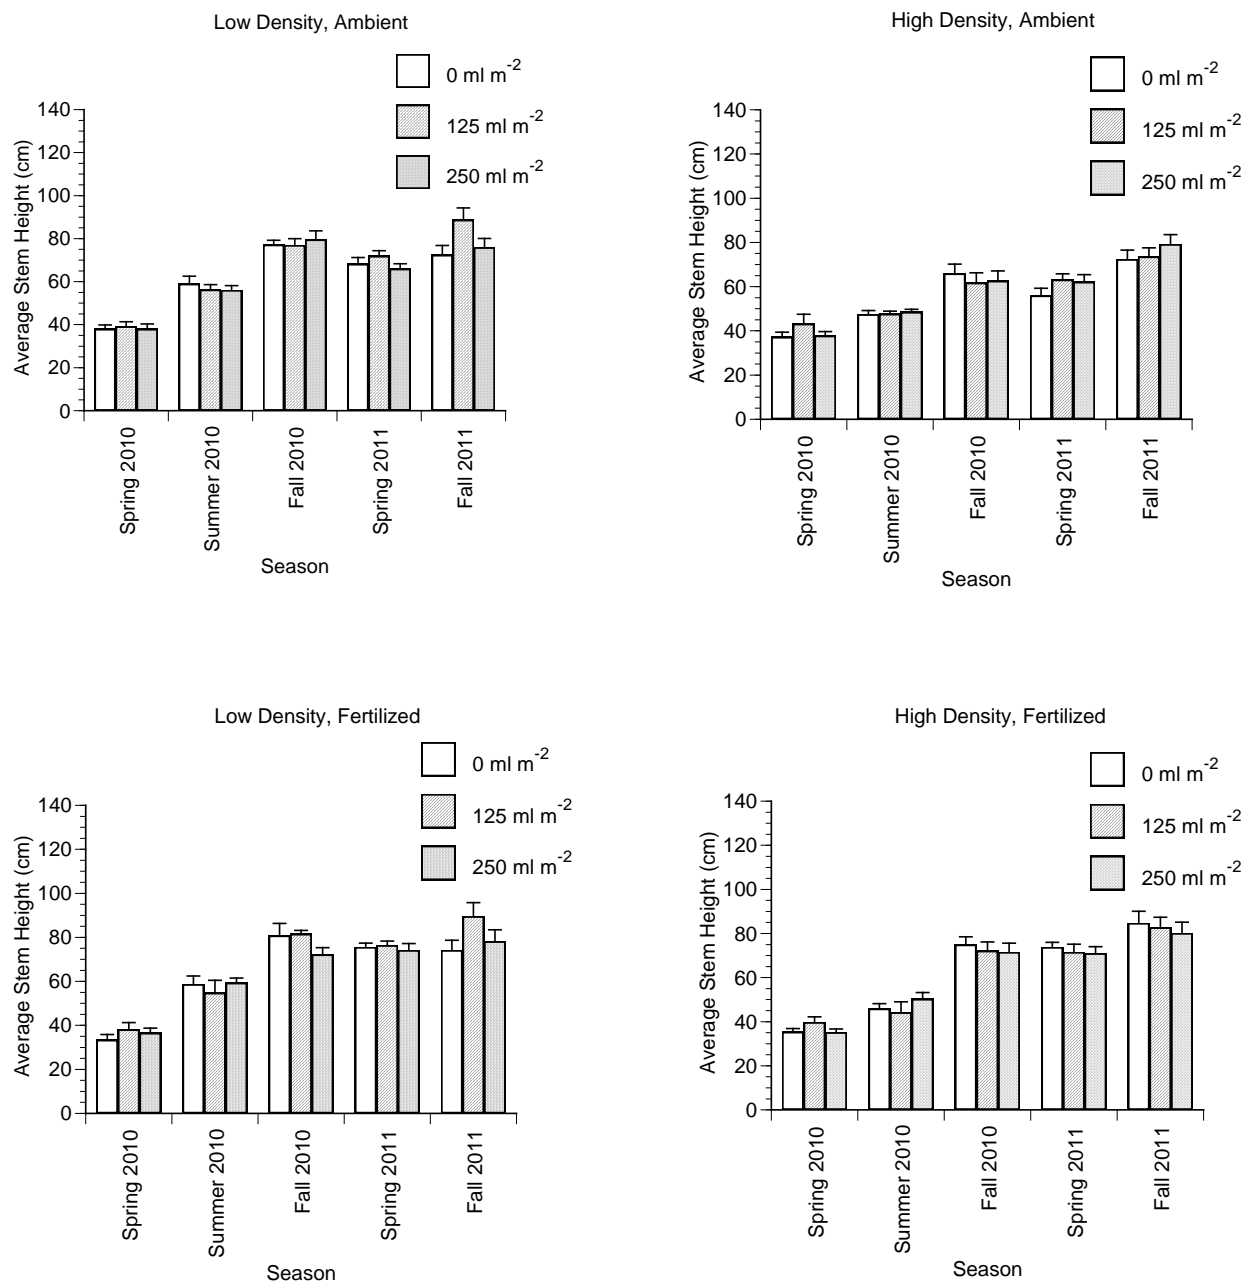 Low Density, Ambient
0 ml m-2
125 ml m-2
250 ml m-2
140
120
100
80
60
40
20
0
Average Stem Height (cm)
Spring 2010
Summer 2010
Fall 2010
Spring 2011
Fall 2011
Season
High Density, Ambient
0 ml m-2
125 ml m-2
250 ml m-2
140
120
100
80
60
40
20
0
Average Stem Height (cm)
Spring 2010
Summer 2010
Fall 2010
Spring 2011
Fall 2011
Season
Low Density, Fertilized
0 ml m-2
125 ml m-2
250 ml m-2
140
120
100
80
60
40
20
0
Average Stem Height (cm)
Spring 2010
Summer 2010
Fall 2010
Spring 2011
Fall 2011
Season
High Density, Fertilized
0 ml m-2
125 ml m-2
250 ml m-2
140
120
100
80
60
40
20
0
Average Stem Height (cm)
Spring 2010
Summer 2010
Fall 2010
Spring 2011
Fall 2011
Season